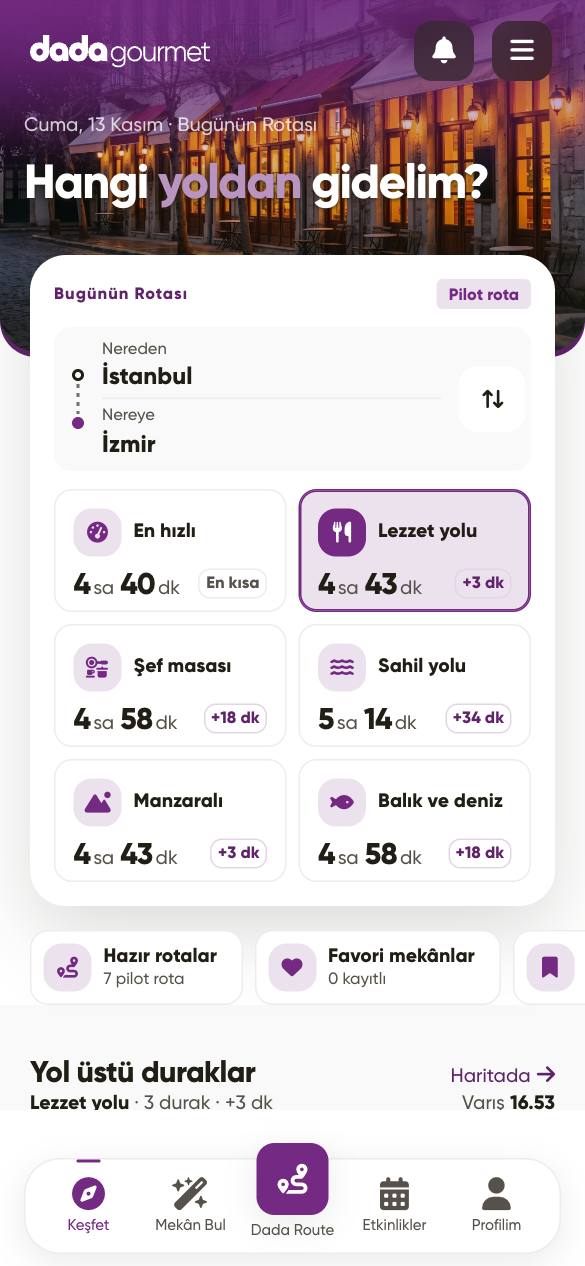 dadagourmet
Cuma, 13 Kasım · Bugünün Rotası
Hangi yoldan gidelim?
Bugünün Rotası
Pilot rota
Nereden
İstanbul
Nereye
İzmir
En hızlı
4 sa 40 dk
En kısa
Lezzet yolu
4 sa 43 dk
+3 dk
Şef masası
4 sa 58 dk
+18 dk
Sahil yolu
5 sa 14 dk
+34 dk
Manzaralı
4 sa 43 dk
+3 dk
Balık ve deniz
4 sa 58 dk
+18 dk
Hazır rotalar
7 pilot rota
Favori mekânlar
0 kayıtlı
Yol üstü duraklar
Haritada
Lezzet yolu · 3 durak · +3 dk
Varış 16.53
Keşfet
Mekân Bul
Dada Route
Etkinlikler
Profilim